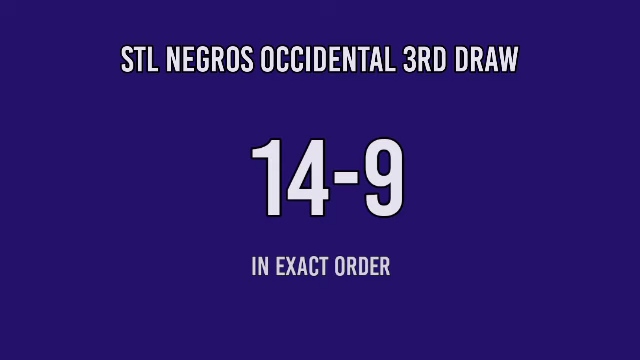 STL NEGROS OCCIDENTAL 3RD DRAW
14-9
IN EXACT ORDER